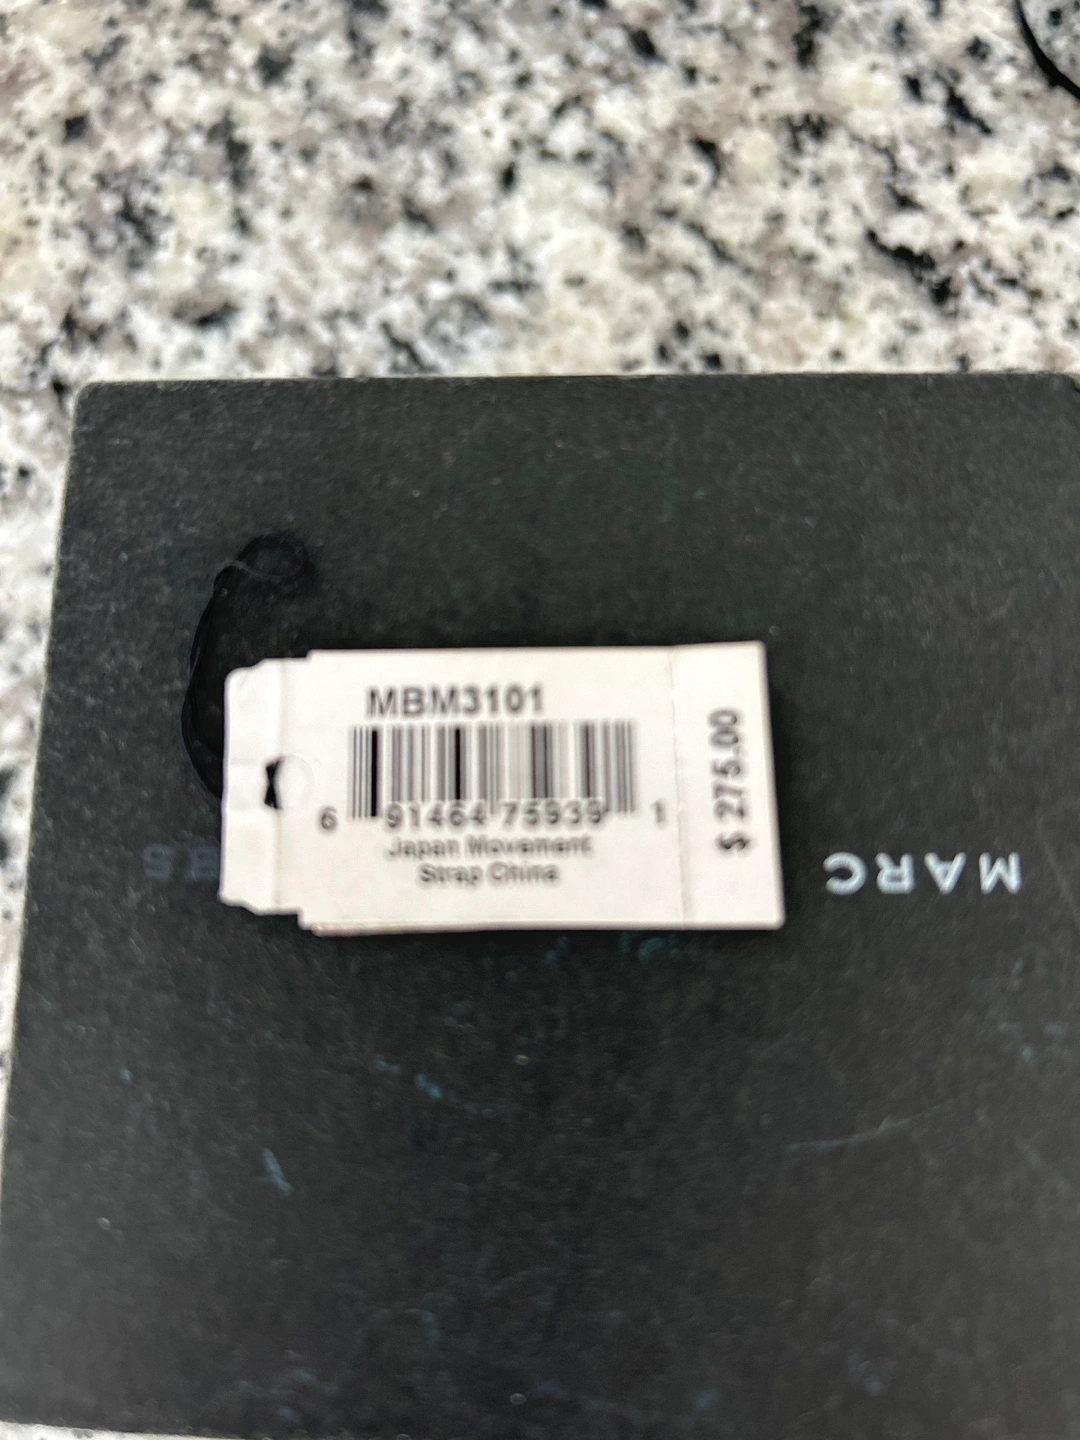 MBM3101
6 91464 75939 1
Japan Movement
Strap China
$ 275.00
MARC